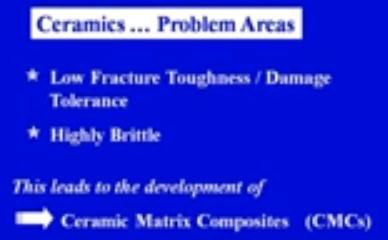 Ceramics ... Problem Areas
Low Fracture Toughness / Damage
Tolerance
Highly Brittle
This leads to the development of
Ceramic Matrix Composites (CMCs)